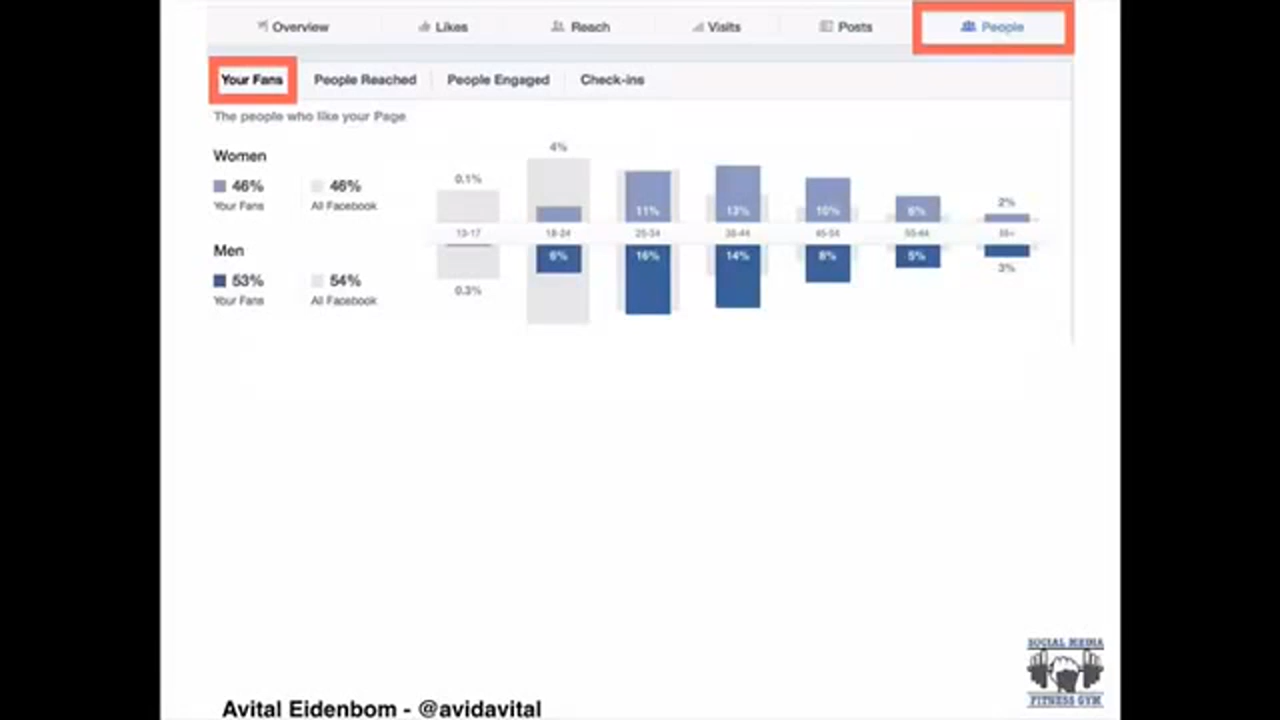 Overview Likes Reach Visits Posts People
Your Fans People Reached People Engaged Check-ins
The people who like your Page
Women
46% 46%
Your Fans All Facebook
0.1% 4% 11% 13% 10% 6% 2%
13-17 18-24 25-34 35-44 45-54 55-64
Men
53% 54%
Your Fans All Facebook
0.3% 6% 16% 14% 8% 5% 3%
SOCIAL MEDIA
FITNESS GYM
Avital Eidenbom - @avidavital